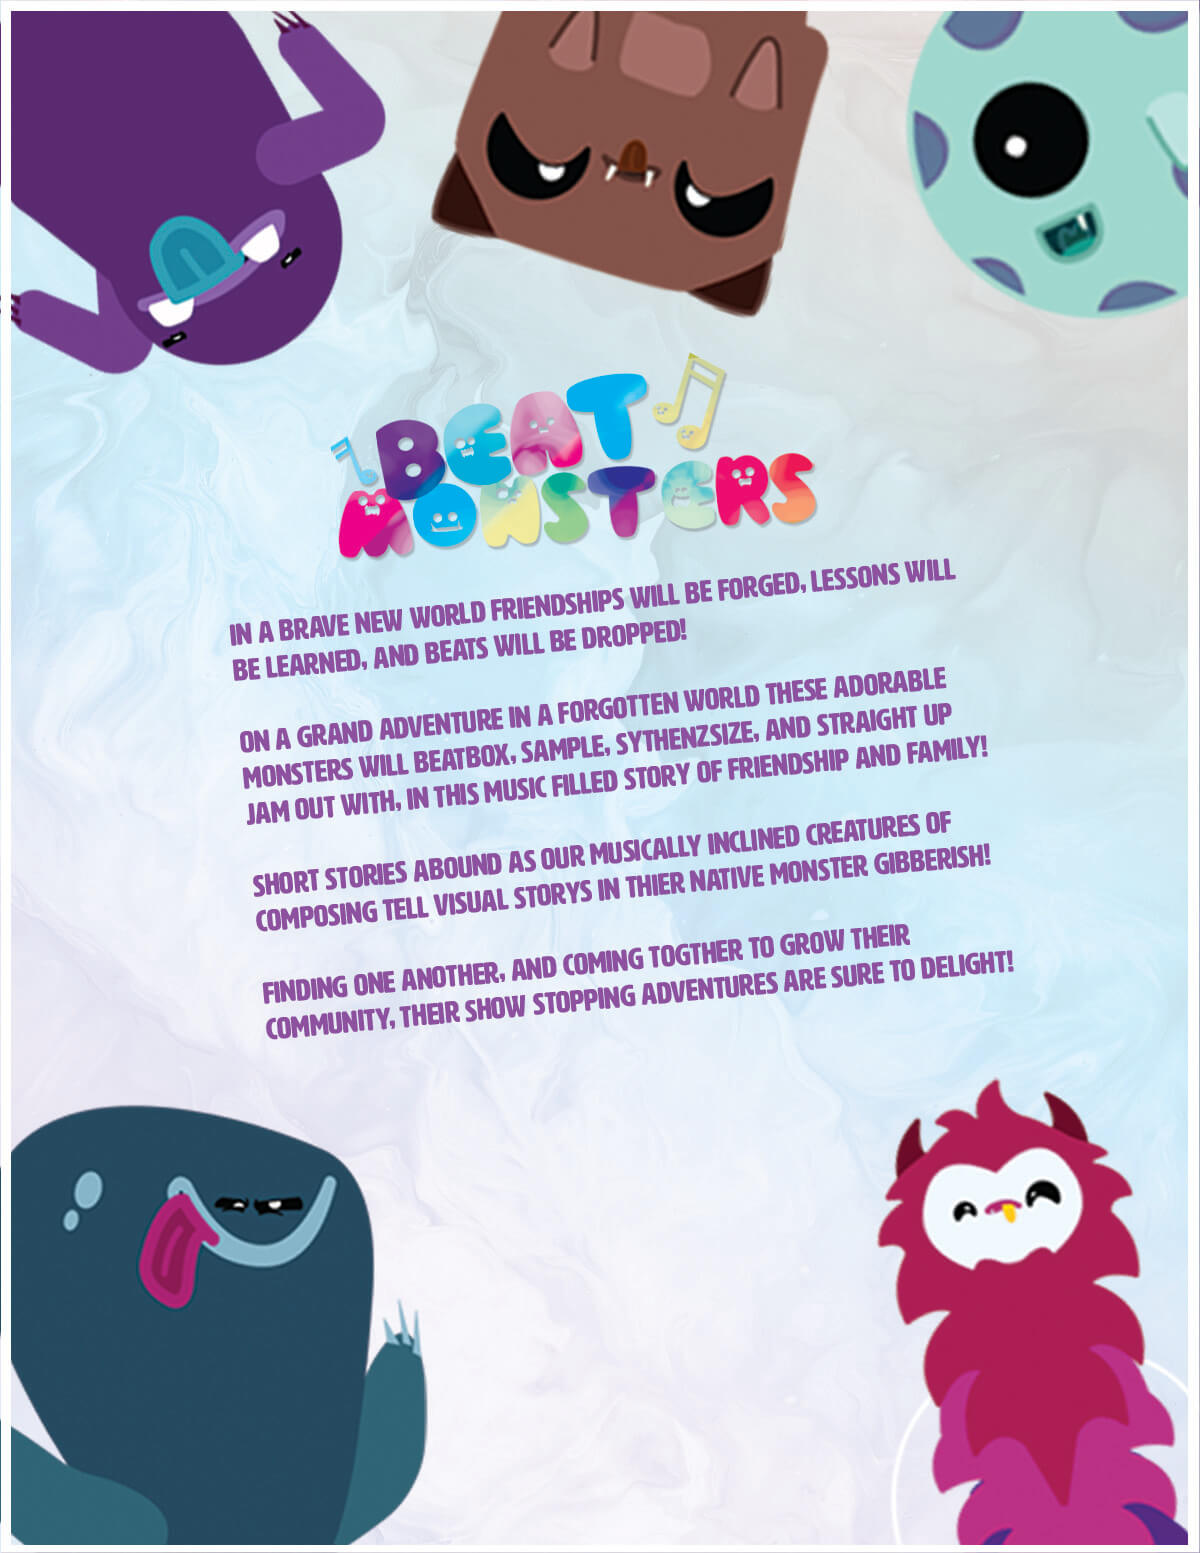 BEAT
MONSTERS
IN A BRAVE NEW WORLD FRIENDSHIPS WILL BE FORGED, LESSONS WILL
BE LEARNED, AND BEATS WILL BE DROPPED!
ON A GRAND ADVENTURE IN A FORGOTTEN WORLD THESE ADORABLE
MONSTERS WILL BEATBOX, SAMPLE, SYTHENZSIZE, AND STRAIGHT UP
JAM OUT WITH, IN THIS MUSIC FILLED STORY OF FRIENDSHIP AND FAMILY!
SHORT STORIES ABOUND AS OUR MUSICALLY INCLINED CREATURES OF
COMPOSING TELL VISUAL STORYS IN THIER NATIVE MONSTER GIBBERISH!
FINDING ONE ANOTHER, AND COMING TOGTHER TO GROW THEIR
COMMUNITY, THEIR SHOW STOPPING ADVENTURES ARE SURE TO DELIGHT!